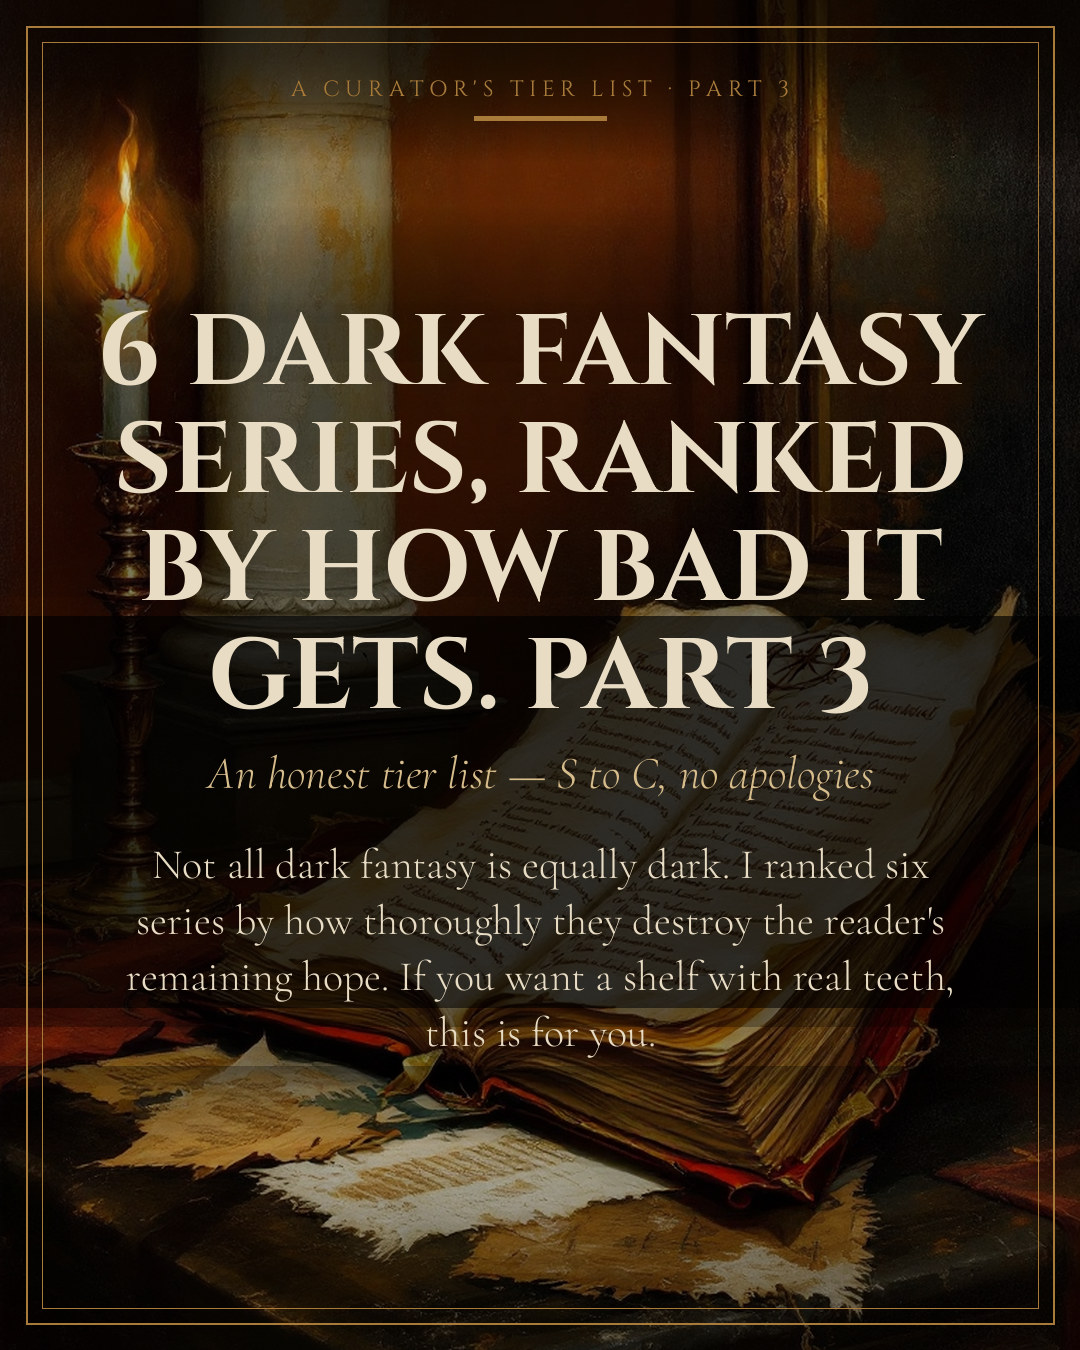 A CURATOR'S TIER LIST · PART 3
6 DARK FANTASY
SERIES, RANKED
BY HOW BAD IT
GETS. PART 3
An honest tier list — S to C, no apologies
Not all dark fantasy is equally dark. I ranked six
series by how thoroughly they destroy the reader's
remaining hope. If you want a shelf with real teeth,
this is for you.